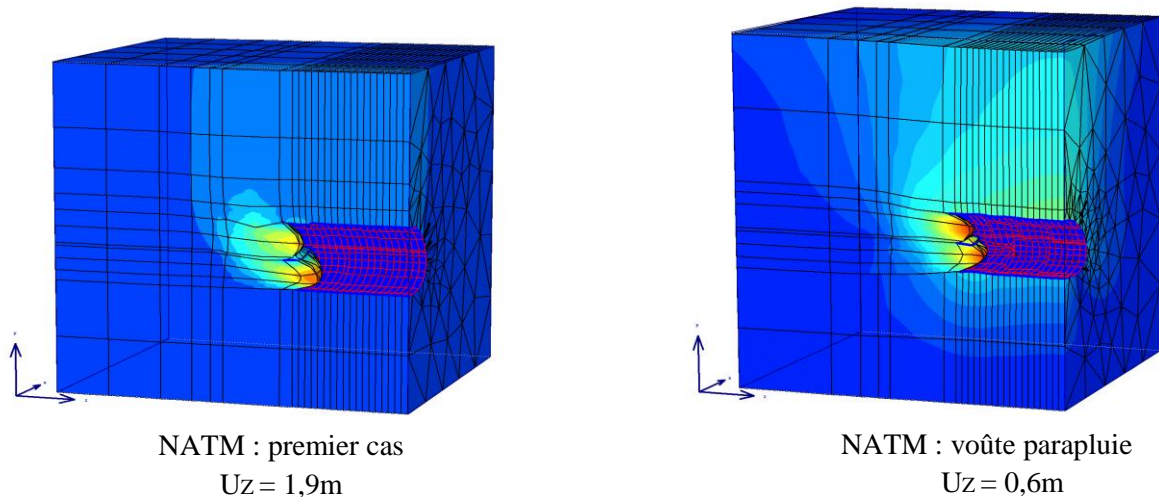 NATM : premier cas
UZ = 1,9m
NATM : voûte parapluie
UZ = 0,6m